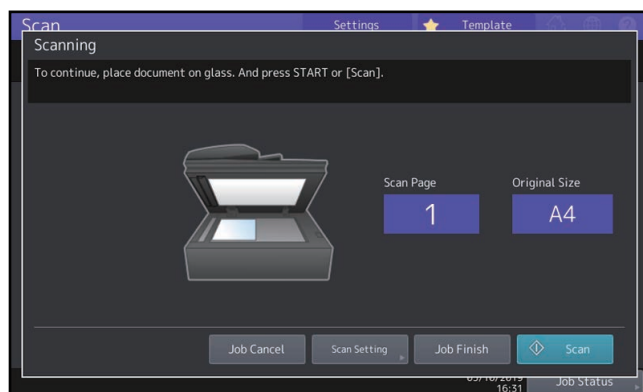 Scan
Settings
Template
Scanning
To continue, place document on glass. And press START or [Scan].
Scan Page
Original Size
1
A4
Job Cancel
Scan Setting
Job Finish
Scan
16:31
Job Status